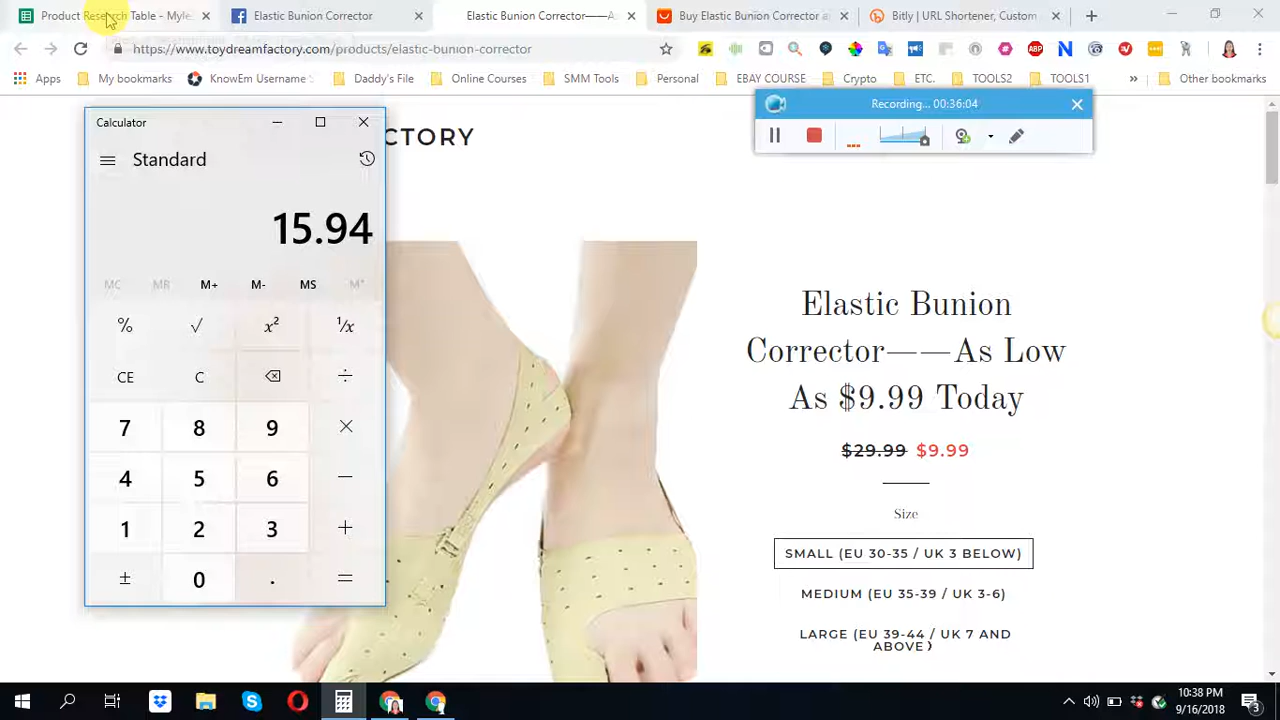 Product Research Table - Myle
Elastic Bunion Corrector
Elastic Bunion Corrector——A
Buy Elastic Bunion Corrector
Bitly | URL Shortener, Custom
https://www.toydreamfactory.com/products/elastic-bunion-corrector
ABP
Apps
My bookmarks
KnowEm Username
Daddy's File
Online Courses
SMM Tools
Personal
EBAY COURSE
Crypto
ETC.
TOOLS2
TOOLS1
Other bookmarks
Recording... 00:36:04
Calculator
CTORY
Standard
15.94
MC MR M+ M- MS M˅
% √ x² ¹/x
CE C ⌫ ÷
7 8 9 ×
4 5 6 −
1 2 3 +
± 0 . =
Elastic Bunion
Corrector——As Low
As $9.99 Today
$29.99 $9.99
Size
SMALL (EU 30-35 / UK 3 BELOW)
MEDIUM (EU 35-39 / UK 3-6)
LARGE (EU 39-44 / UK 7 AND
ABOVE)
10:38 PM
9/16/2018
3